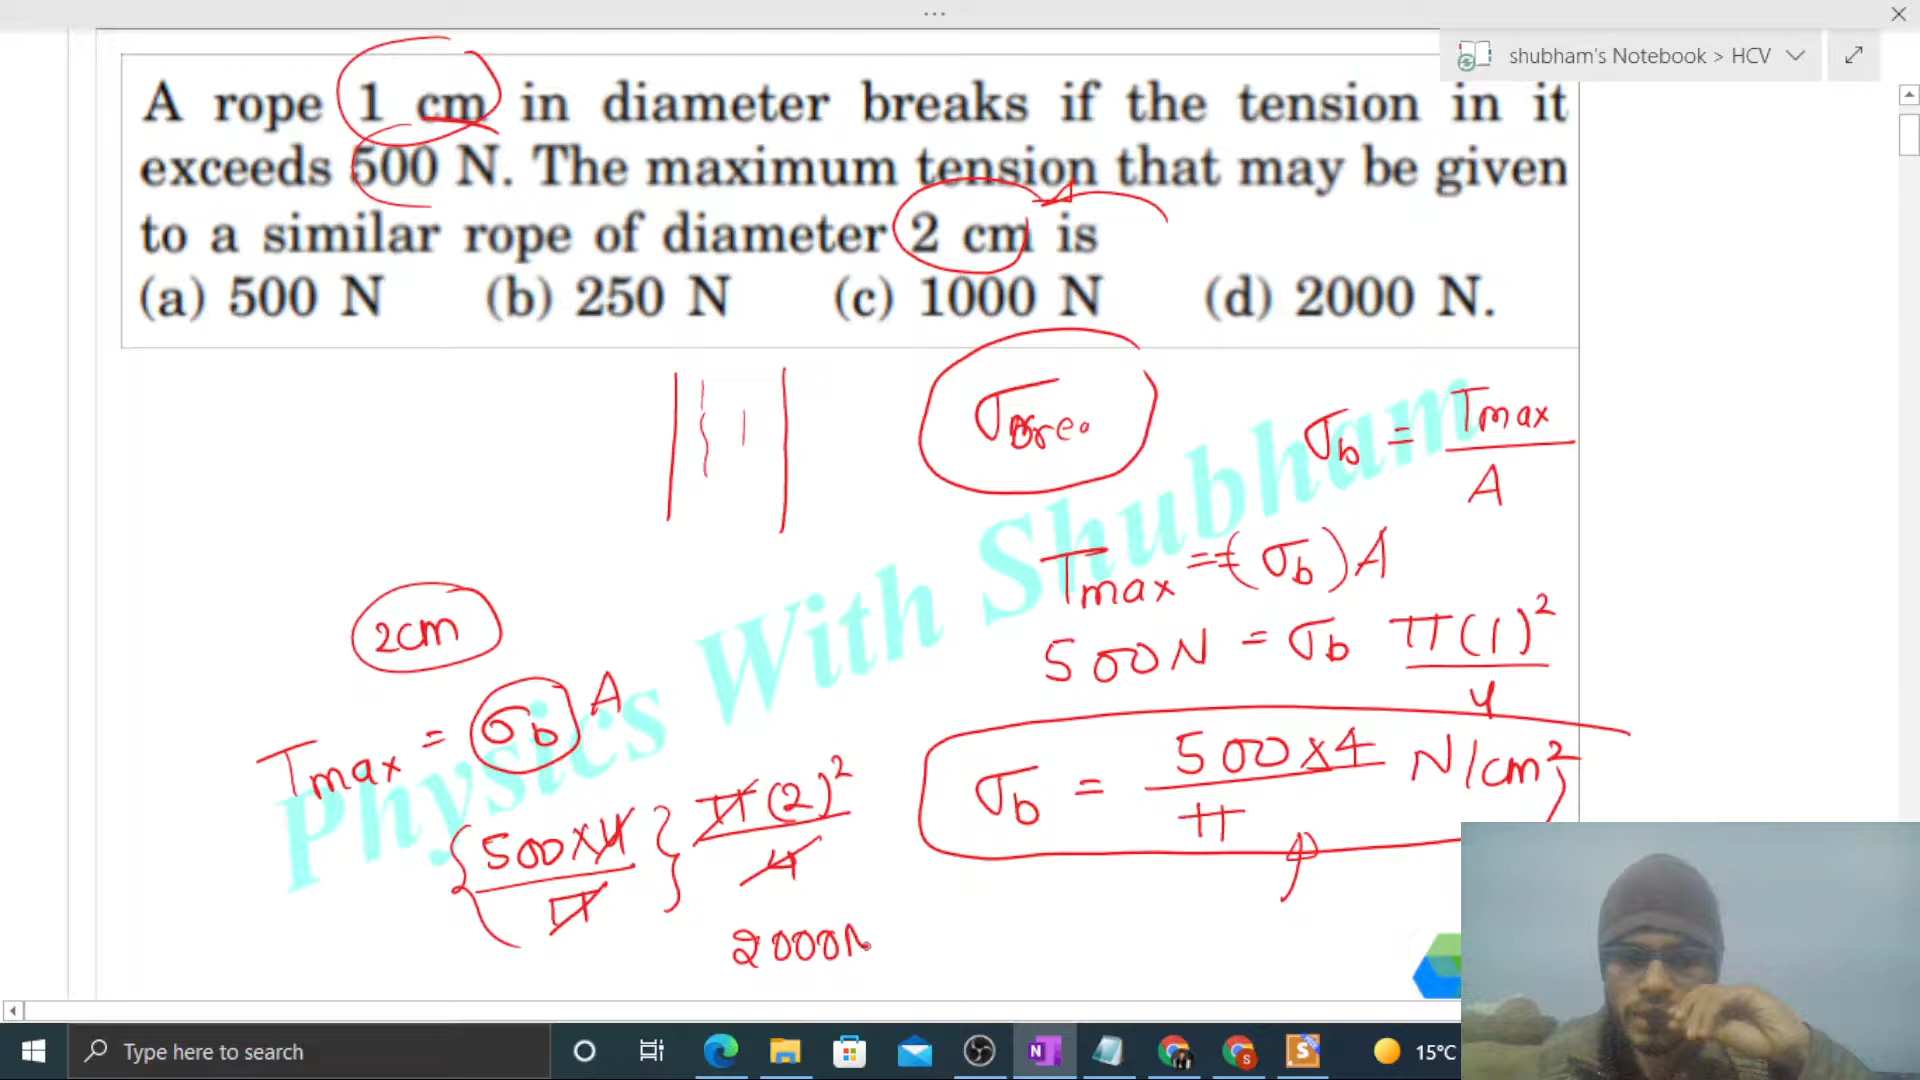 shubham's Notebook > HCV
A rope 1 cm in diameter breaks if the tension in it
exceeds 500 N. The maximum tension that may be given
to a similar rope of diameter 2 cm is
(a) 500 N (b) 250 N (c) 1000 N (d) 2000 N.
σb = Tmax / A
Tmax = (σb) A
500N = σb π(1)² / 4
σb = 500×4 / π N/cm²
2cm
Tmax = σb A
{500×4 / π} π(2)² / 4
2000N
Physics With Shubham
Type here to search
15°C